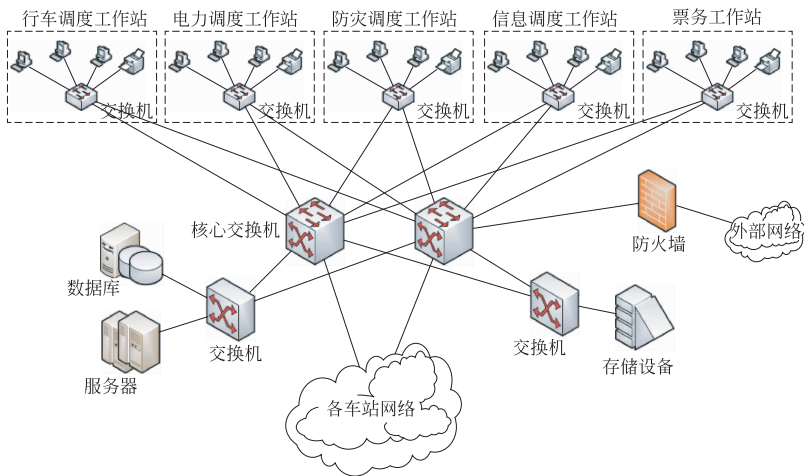 行车调度工作站
电力调度工作站
防灾调度工作站
信息调度工作站
票务工作站
交换机
交换机
交换机
交换机
交换机
核心交换机
防火墙
外部网络
数据库
交换机
交换机
服务器
存储设备
各车站网络